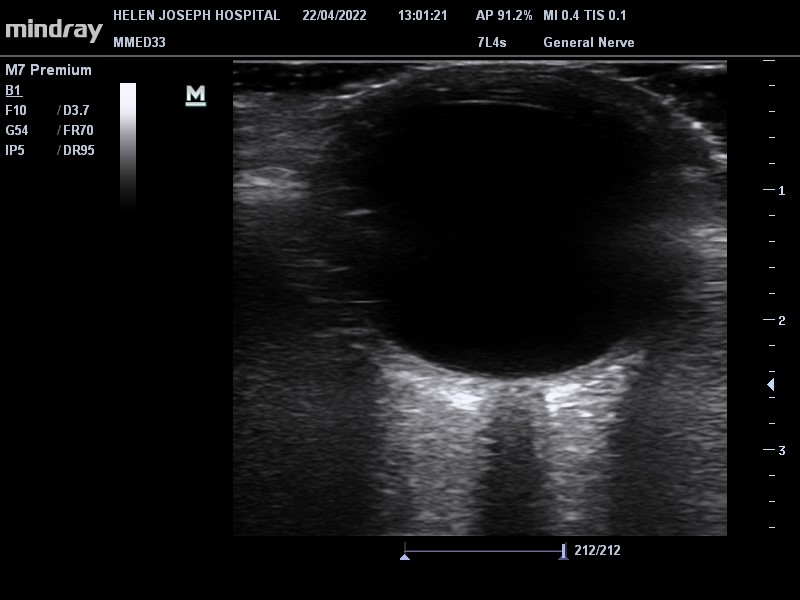 mindray
HELEN JOSEPH HOSPITAL 22/04/2022 13:01:21 AP 91.2% MI 0.4 TIS 0.1
MMED33 7L4s General Nerve
M7 Premium
B1
F10 / D3.7
G54 / FR70
IP5 / DR95
M
1
2
3
212/212